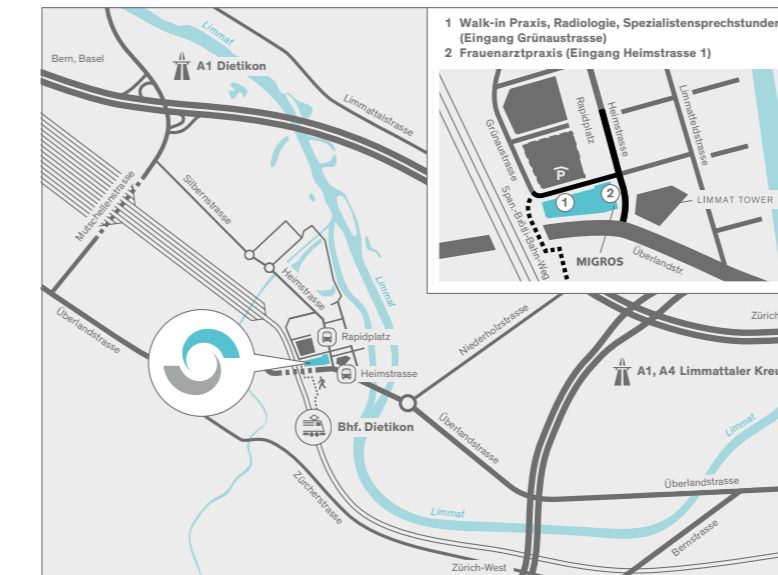 1 Walk-in Praxis, Radiologie, Spezialistensprechstunden
(Eingang Grünaustrasse)
2 Frauenarztpraxis (Eingang Heimstrasse 1)
Limmat
Bern, Basel
A1 Dietikon
Limmattalstrasse
Mutschellenstrasse
Silbernstrasse
Heimstrasse
Limmat
Überlandstrasse
Rapidplatz
Heimstrasse
Bhf. Dietikon
Niederholzstrasse
Zürich
A1, A4 Limmattaler Kreu
Überlandstrasse
Limmat
Überlandstrasse
Zürcherstrasse
Limmat
Bernstrasse
Zürich-West
Grünaustrasse
Rapidplatz
Heimstrasse
Limmatfeldstrasse
P
1
2
LIMMAT TOWER
Span.-Brötli-Bahn-Weg
MIGROS
Überlandstr.